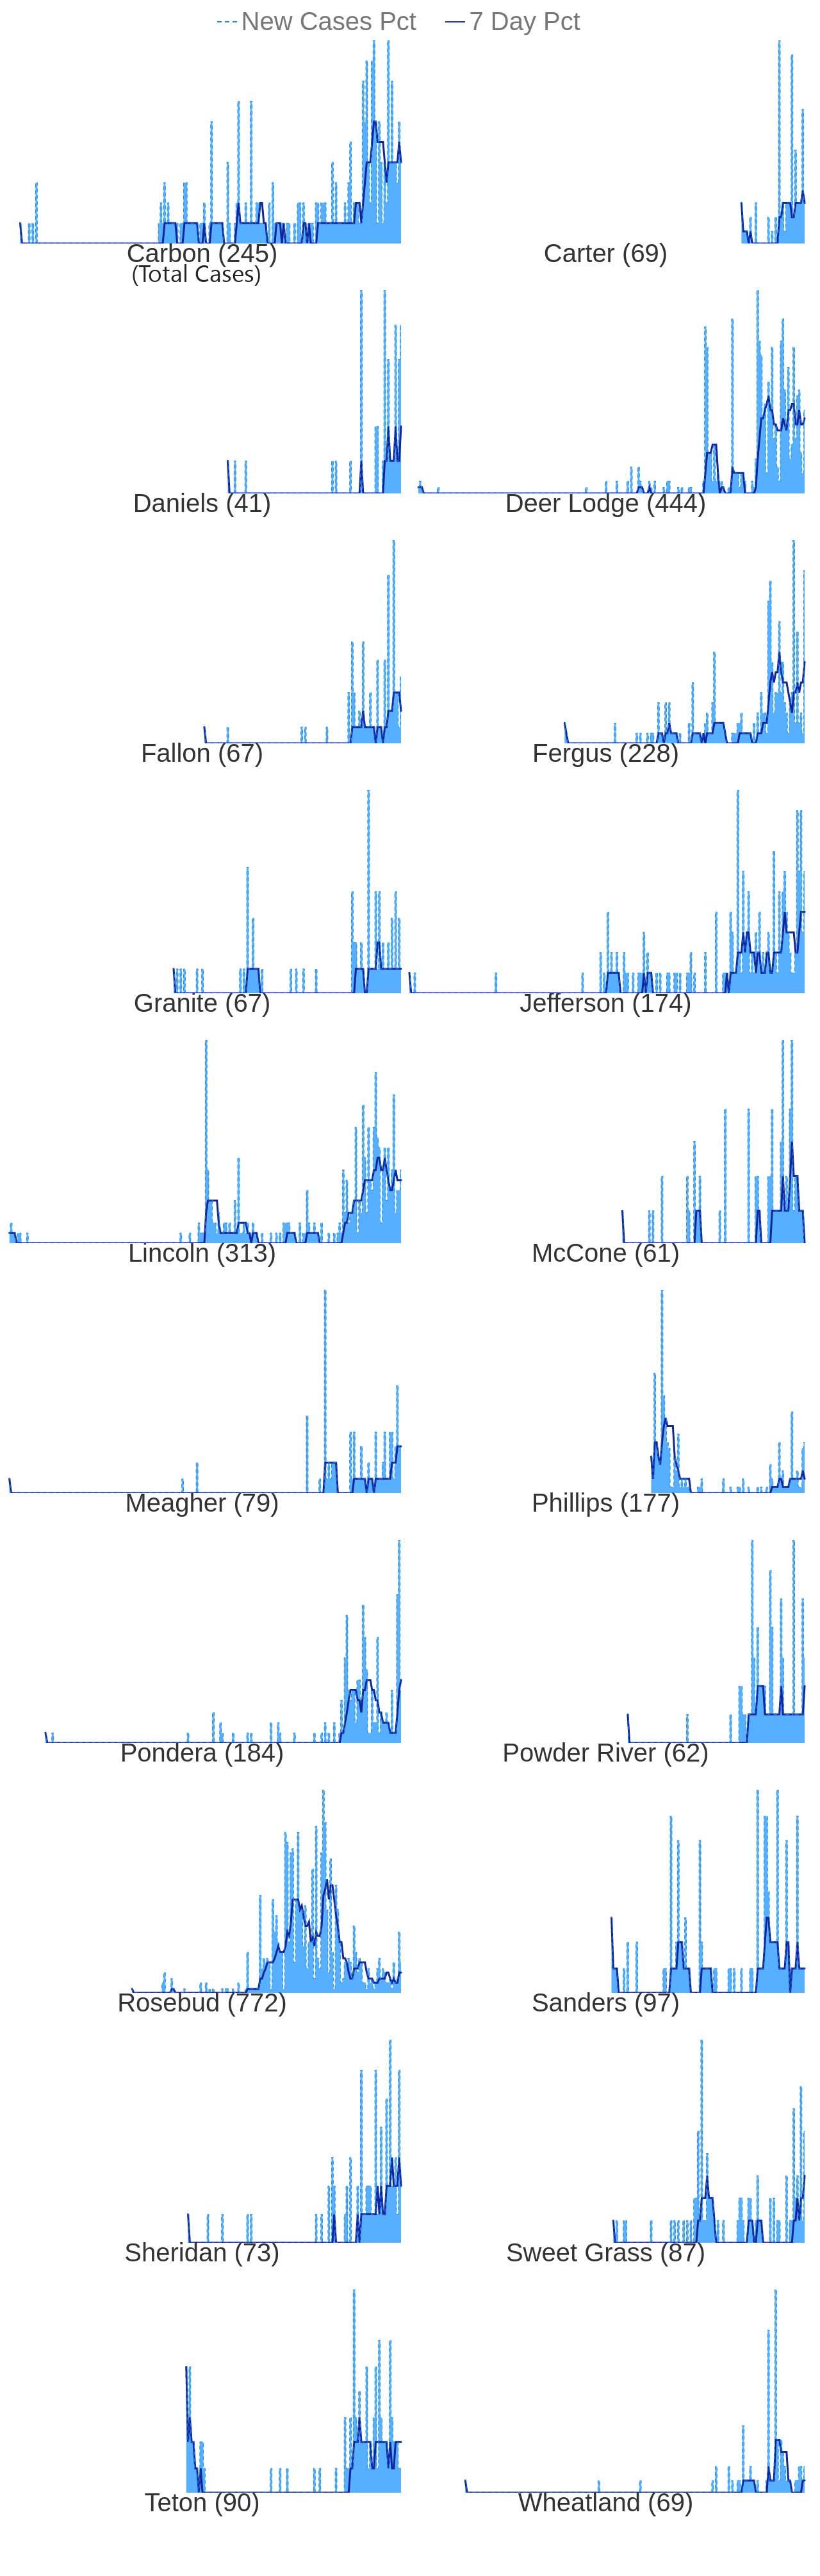 New Cases Pct 7 Day Pct
Carbon (245) Carter (69)
(Total Cases)
Daniels (41) Deer Lodge (444)
Fallon (67) Fergus (228)
Granite (67) Jefferson (174)
Lincoln (313) McCone (61)
Meagher (79) Phillips (177)
Pondera (184) Powder River (62)
Rosebud (772) Sanders (97)
Sheridan (73) Sweet Grass (87)
Teton (90) Wheatland (69)